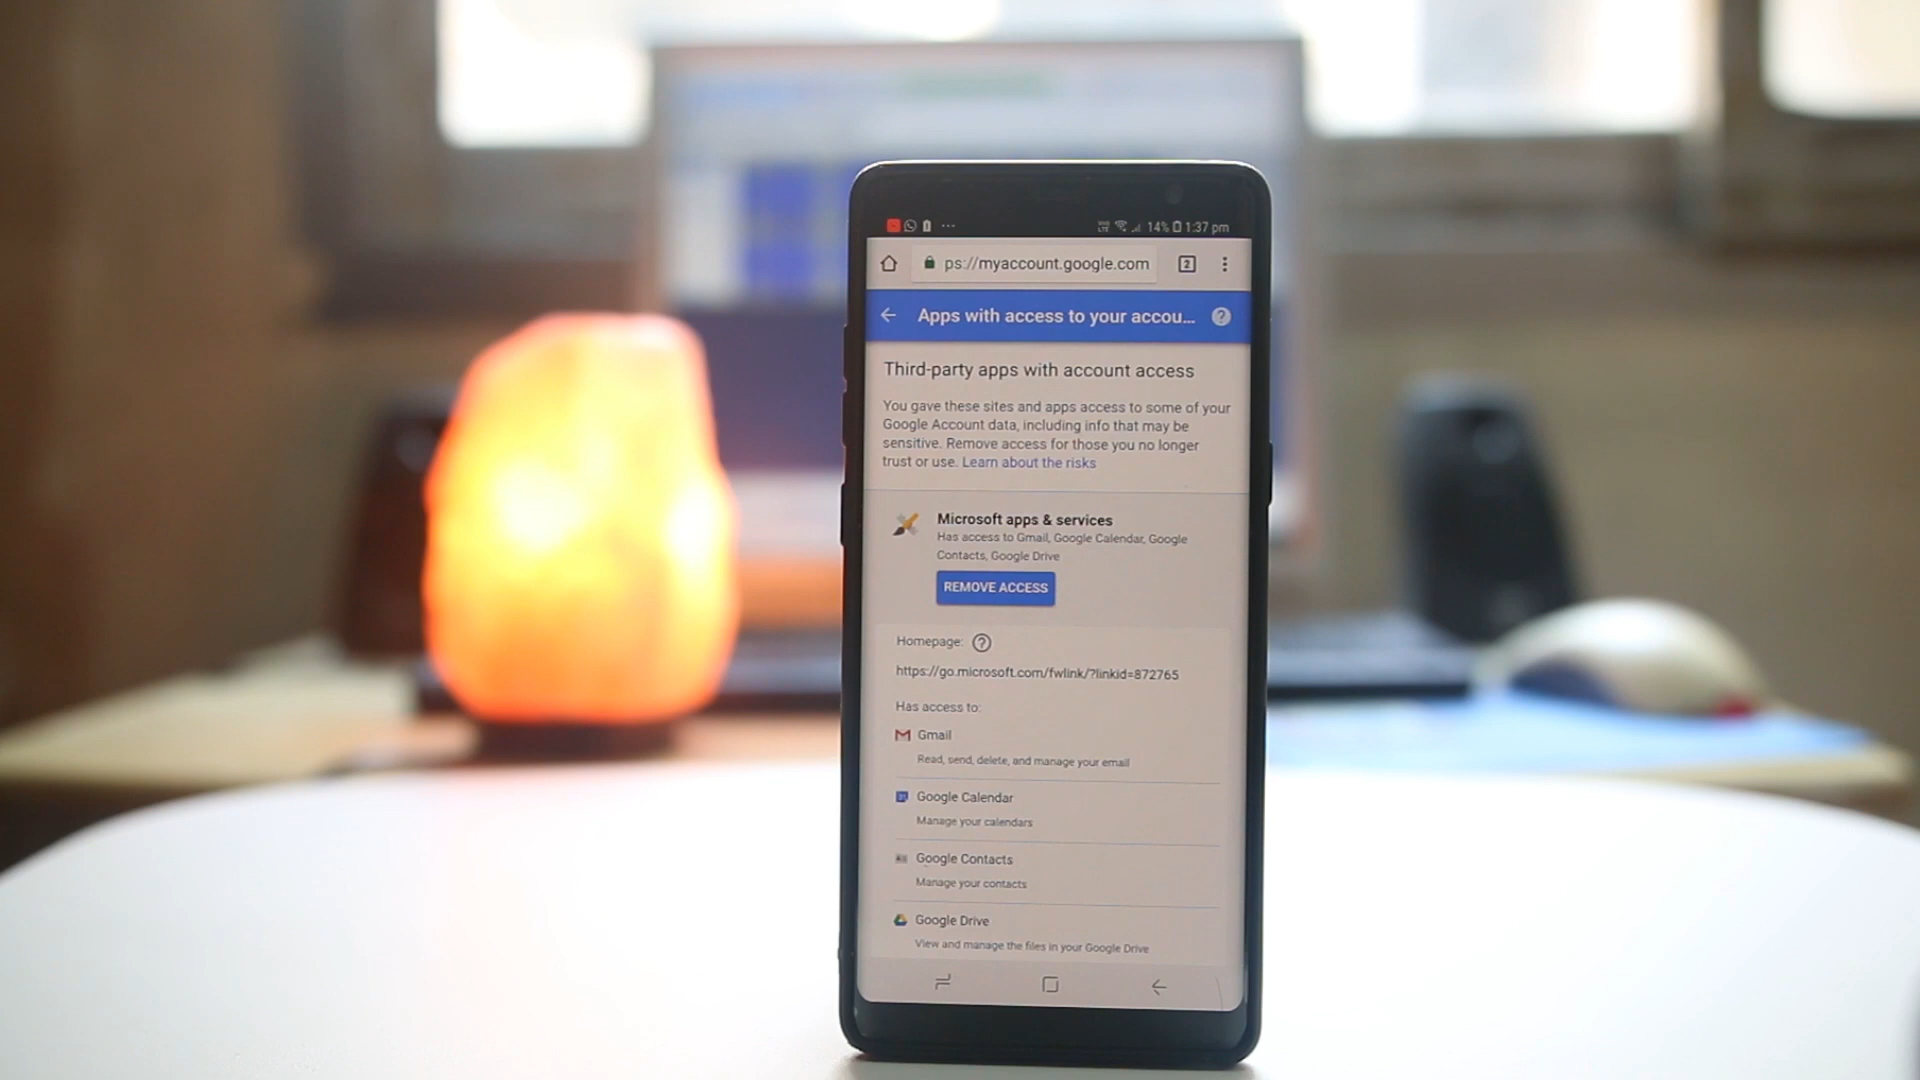 14% 1:37 pm
ps://myaccount.google.com 2
Apps with access to your accou... ?
Third-party apps with account access
You gave these sites and apps access to some of your
Google Account data, including info that may be
sensitive. Remove access for those you no longer
trust or use. Learn about the risks
Microsoft apps & services
Has access to Gmail, Google Calendar, Google
Contacts, Google Drive
REMOVE ACCESS
Homepage: ?
https://go.microsoft.com/fwlink/?linkid=872765
Has access to:
Gmail
Read, send, delete, and manage your email
Google Calendar
Manage your calendars
Google Contacts
Manage your contacts
Google Drive
View and manage the files in your Google Drive